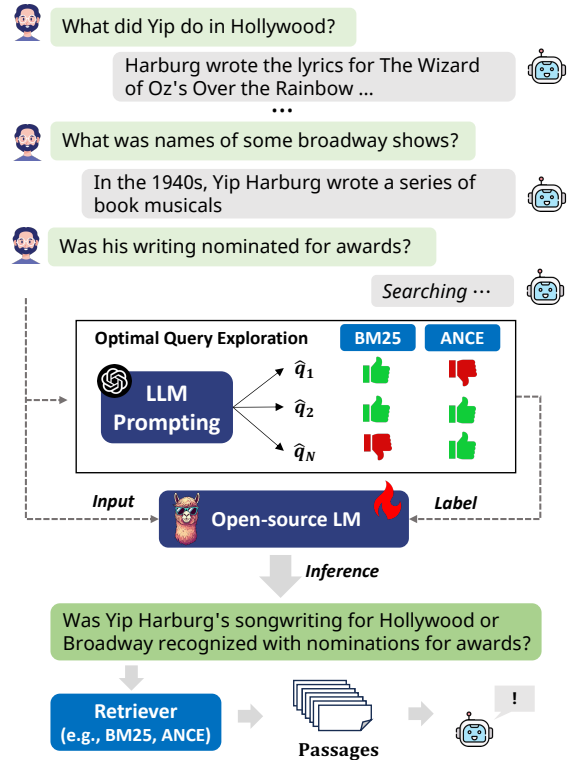 What did Yip do in Hollywood?
Harburg wrote the lyrics for The Wizard
of Oz's Over the Rainbow ...
...
What was names of some broadway shows?
In the 1940s, Yip Harburg wrote a series of
book musicals
Was his writing nominated for awards?
Searching ...
Optimal Query Exploration
BM25
ANCE
LLM
Prompting
q̂1
q̂2
q̂N
Input
Open-source LM
Label
Inference
Was Yip Harburg's songwriting for Hollywood or
Broadway recognized with nominations for awards?
Retriever
(e.g., BM25, ANCE)
Passages
!